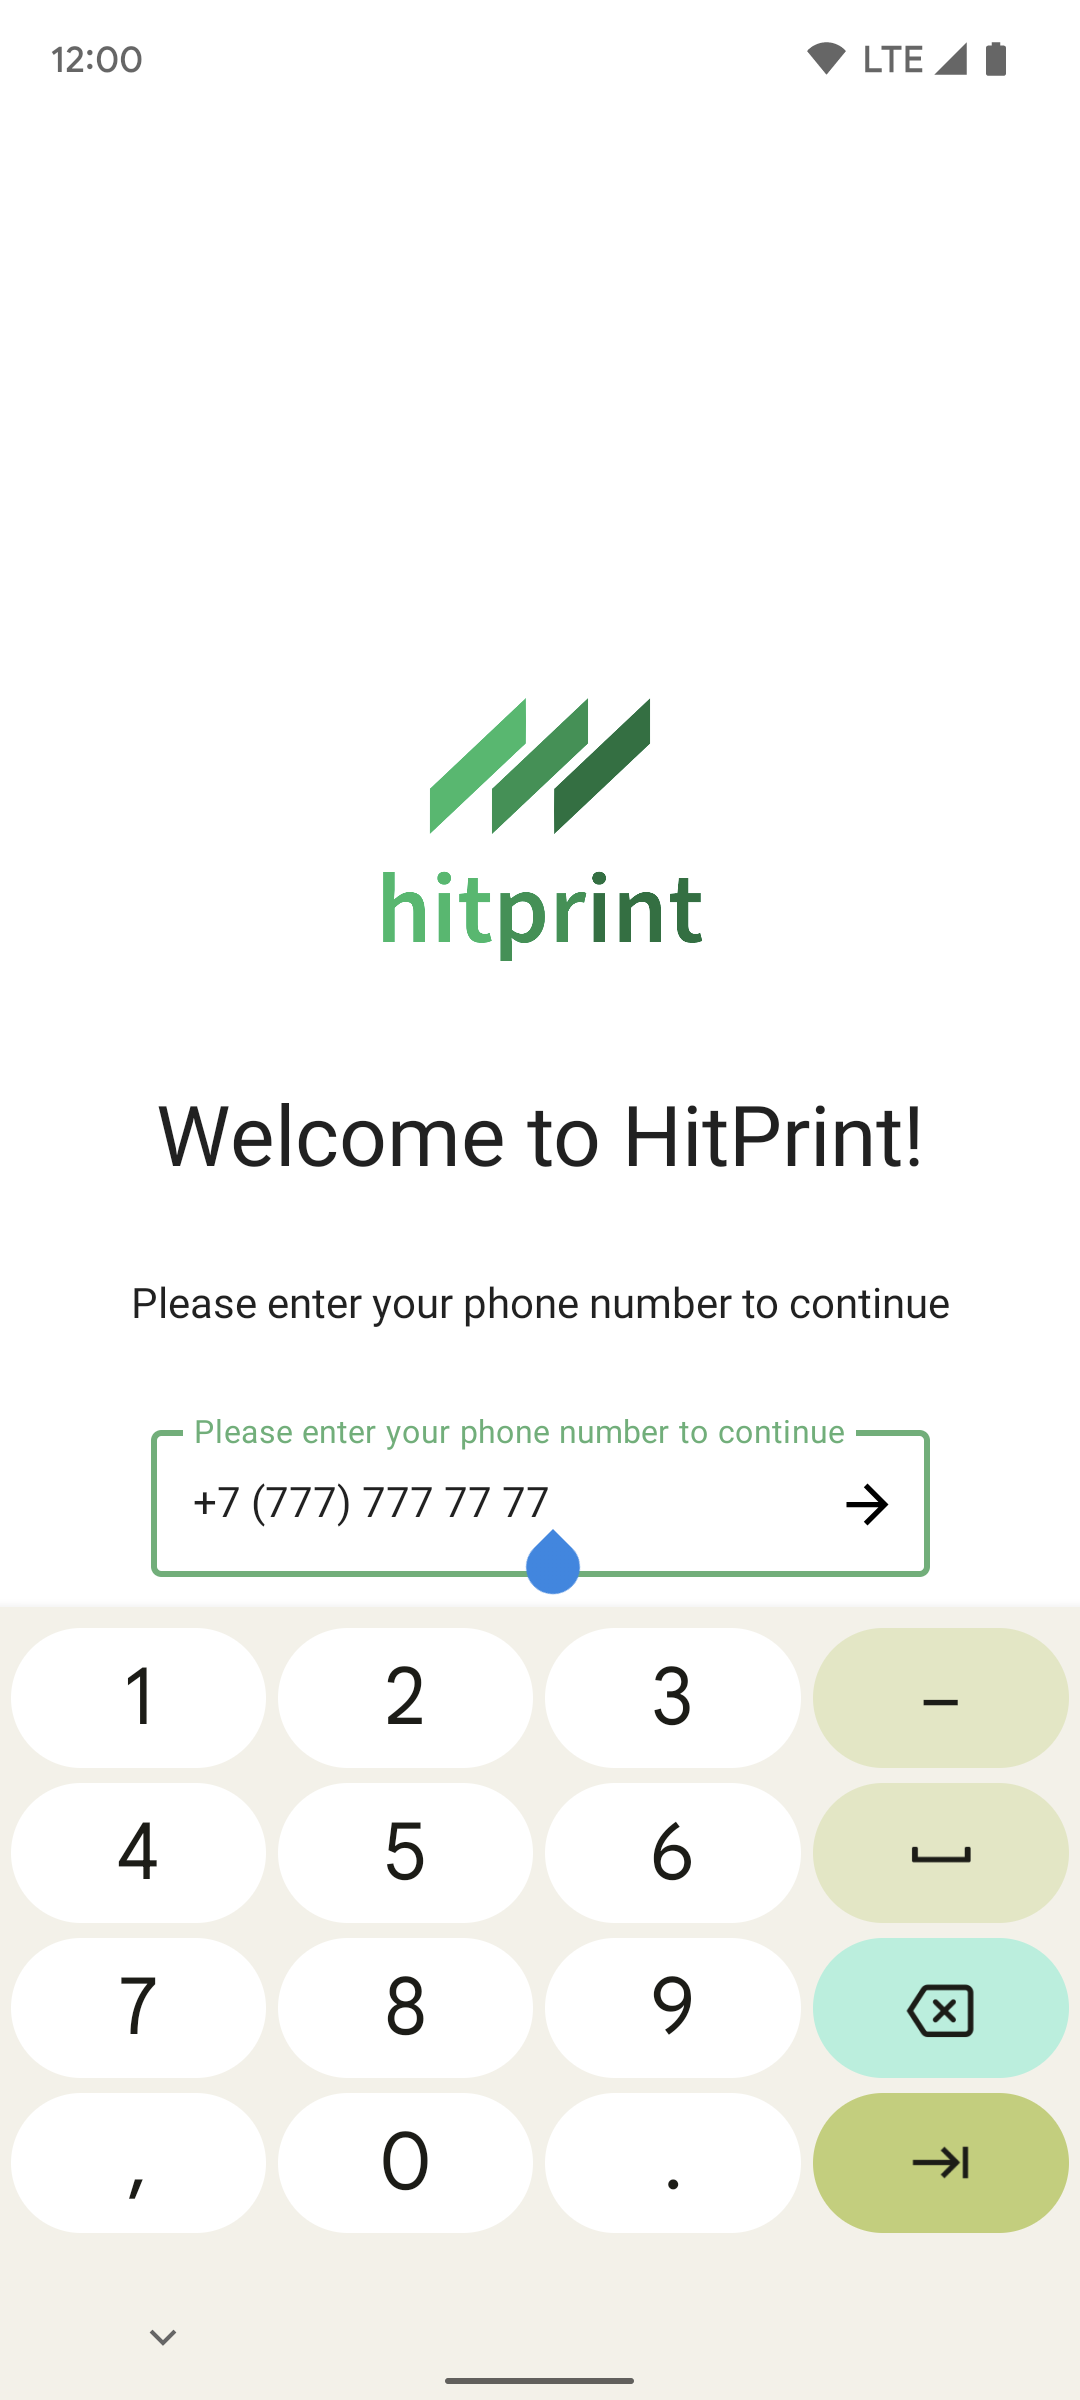 12:00 LTE
hitprint
Welcome to HitPrint!
Please enter your phone number to continue
Please enter your phone number to continue
+7 (777) 777 77 77
1 2 3 –
4 5 6
7 8 9
, 0 .